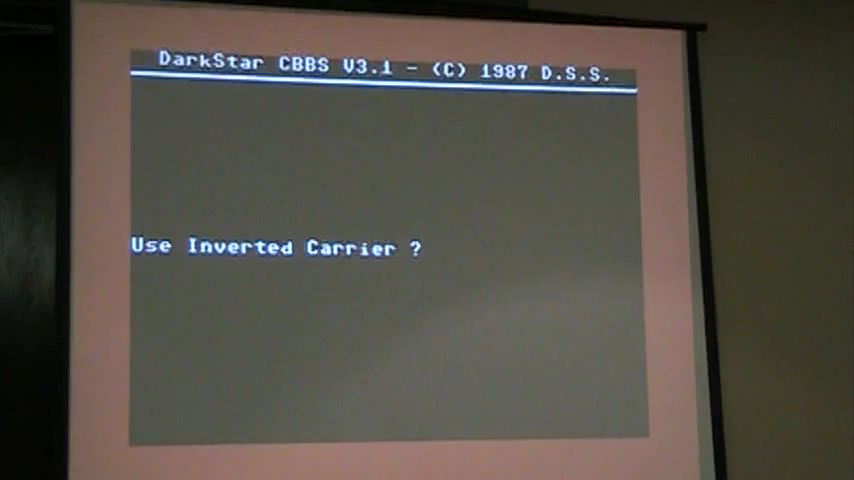 DarkStar CBBS V3.1 - (C) 1987 D.S.S.
Use Inverted Carrier ?